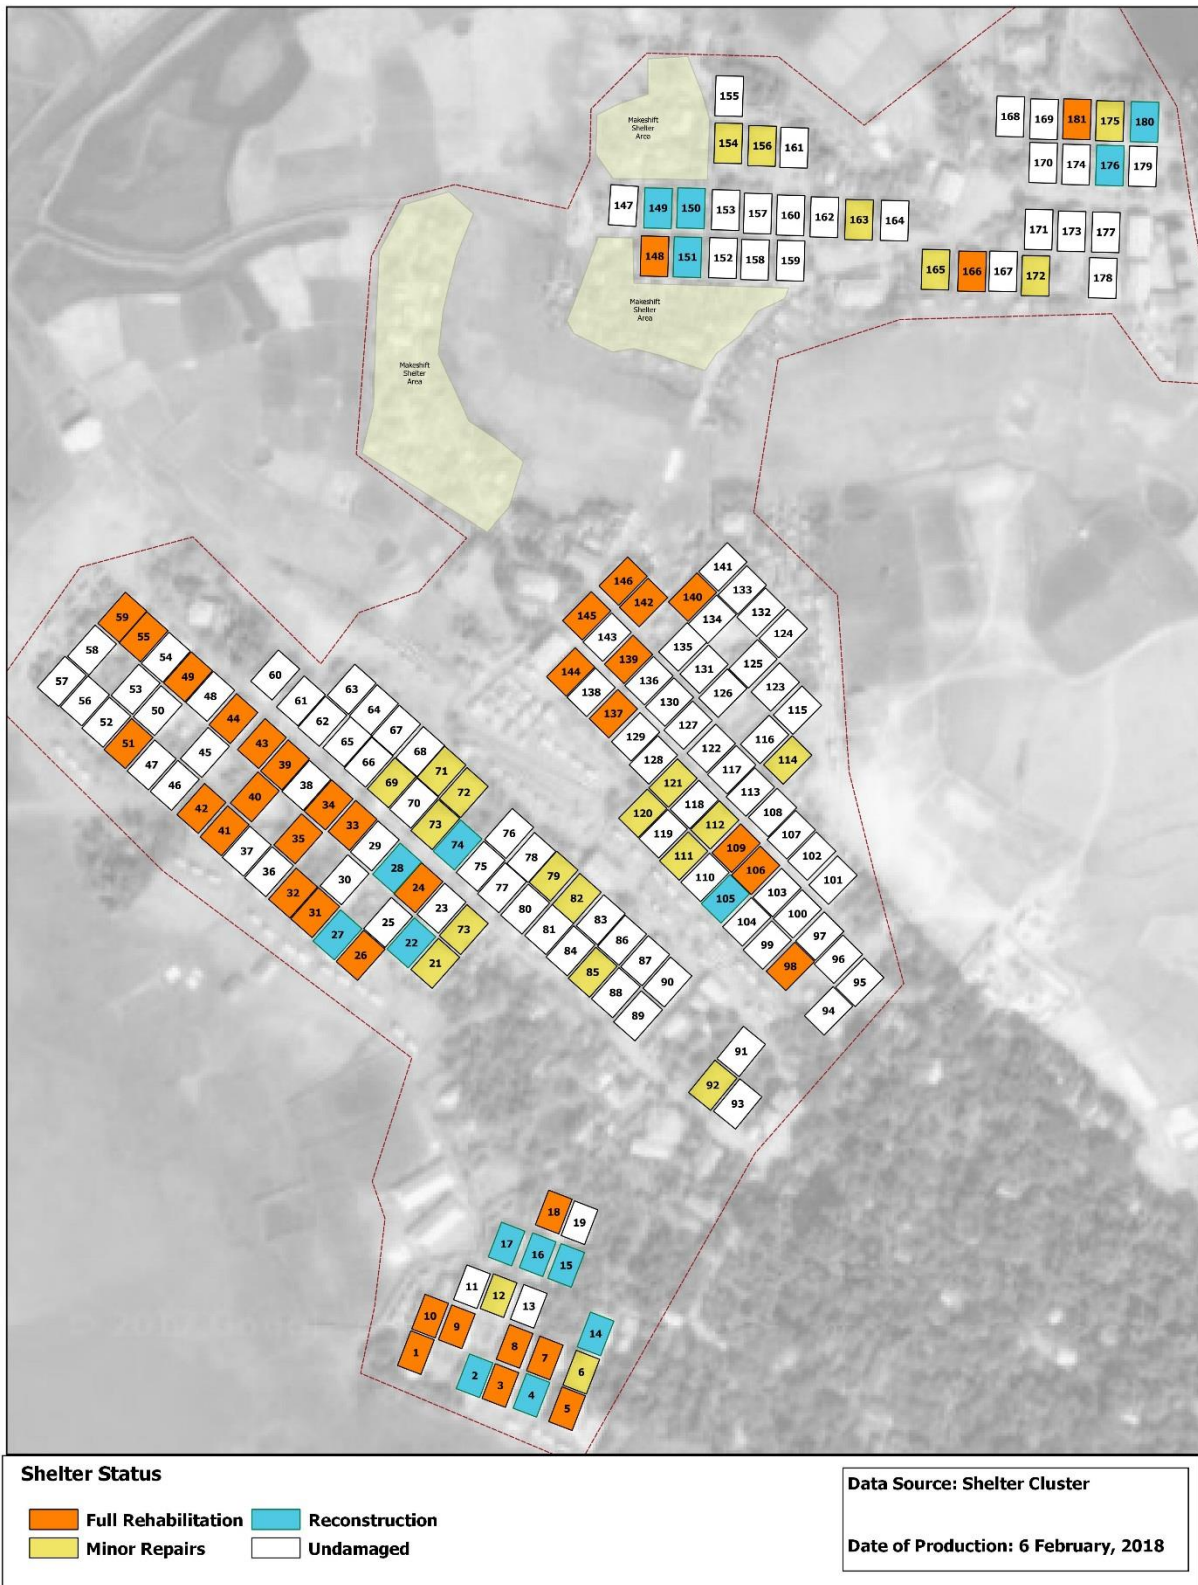 155
Makeshift
Shelter
Area
154 156 161
168 169 181 175 180
170 174 176 179
147 149 150 153 157 160 162 163 164
148 151 152 158 159
171 173 177
165 166 167 172 178
Makeshift
Shelter
Area
Makeshift
Shelter
Area
141
146 140 133
142 132
145 134 124
143 135 125
139 131 123
144 136 126 115
138 130 116
137 127 114
129 122
128 117
121 113
118 108
120 112 107
119 109 102
111 106 101
110 103
105 100
104 97
99 96
98 95
94
59
55
58 54
57 49
56 53 48
52 50 44
51 45 43
47 39
46 40 38
42 34
41 35 33
37 29
36 30 28
32 24
31 25 23
27 22 73
26 21
60 63
61 64
62 67
65 68
66 71
69 72
70
73
74 76
75 78
77 79
80 82
81 83
84 86
85 87
88 90
89
91
92
93
18 19
17 16 15
11 12 13
10 9 14
1 8 7 6
2 3 4 5
Shelter Status
Full Rehabilitation Reconstruction
Minor Repairs Undamaged
Data Source: Shelter Cluster
Date of Production: 6 February, 2018